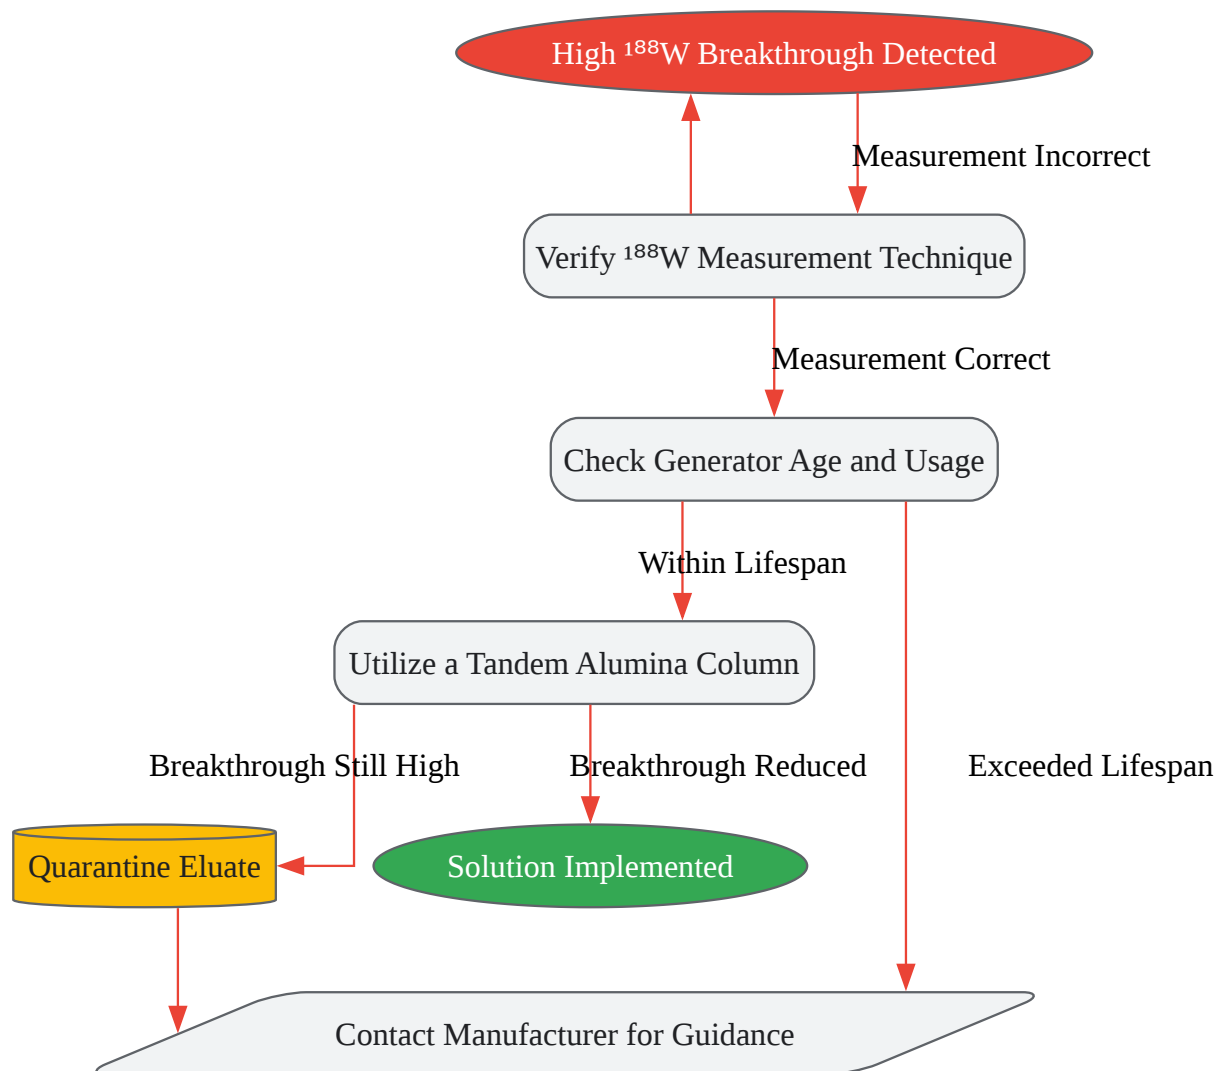 High ¹⁸⁸W Breakthrough Detected
Measurement Incorrect
Verify ¹⁸⁸W Measurement Technique
Measurement Correct
Check Generator Age and Usage
Within Lifespan
Utilize a Tandem Alumina Column
Breakthrough Still High
Breakthrough Reduced
Exceeded Lifespan
Quarantine Eluate
Solution Implemented
Contact Manufacturer for Guidance